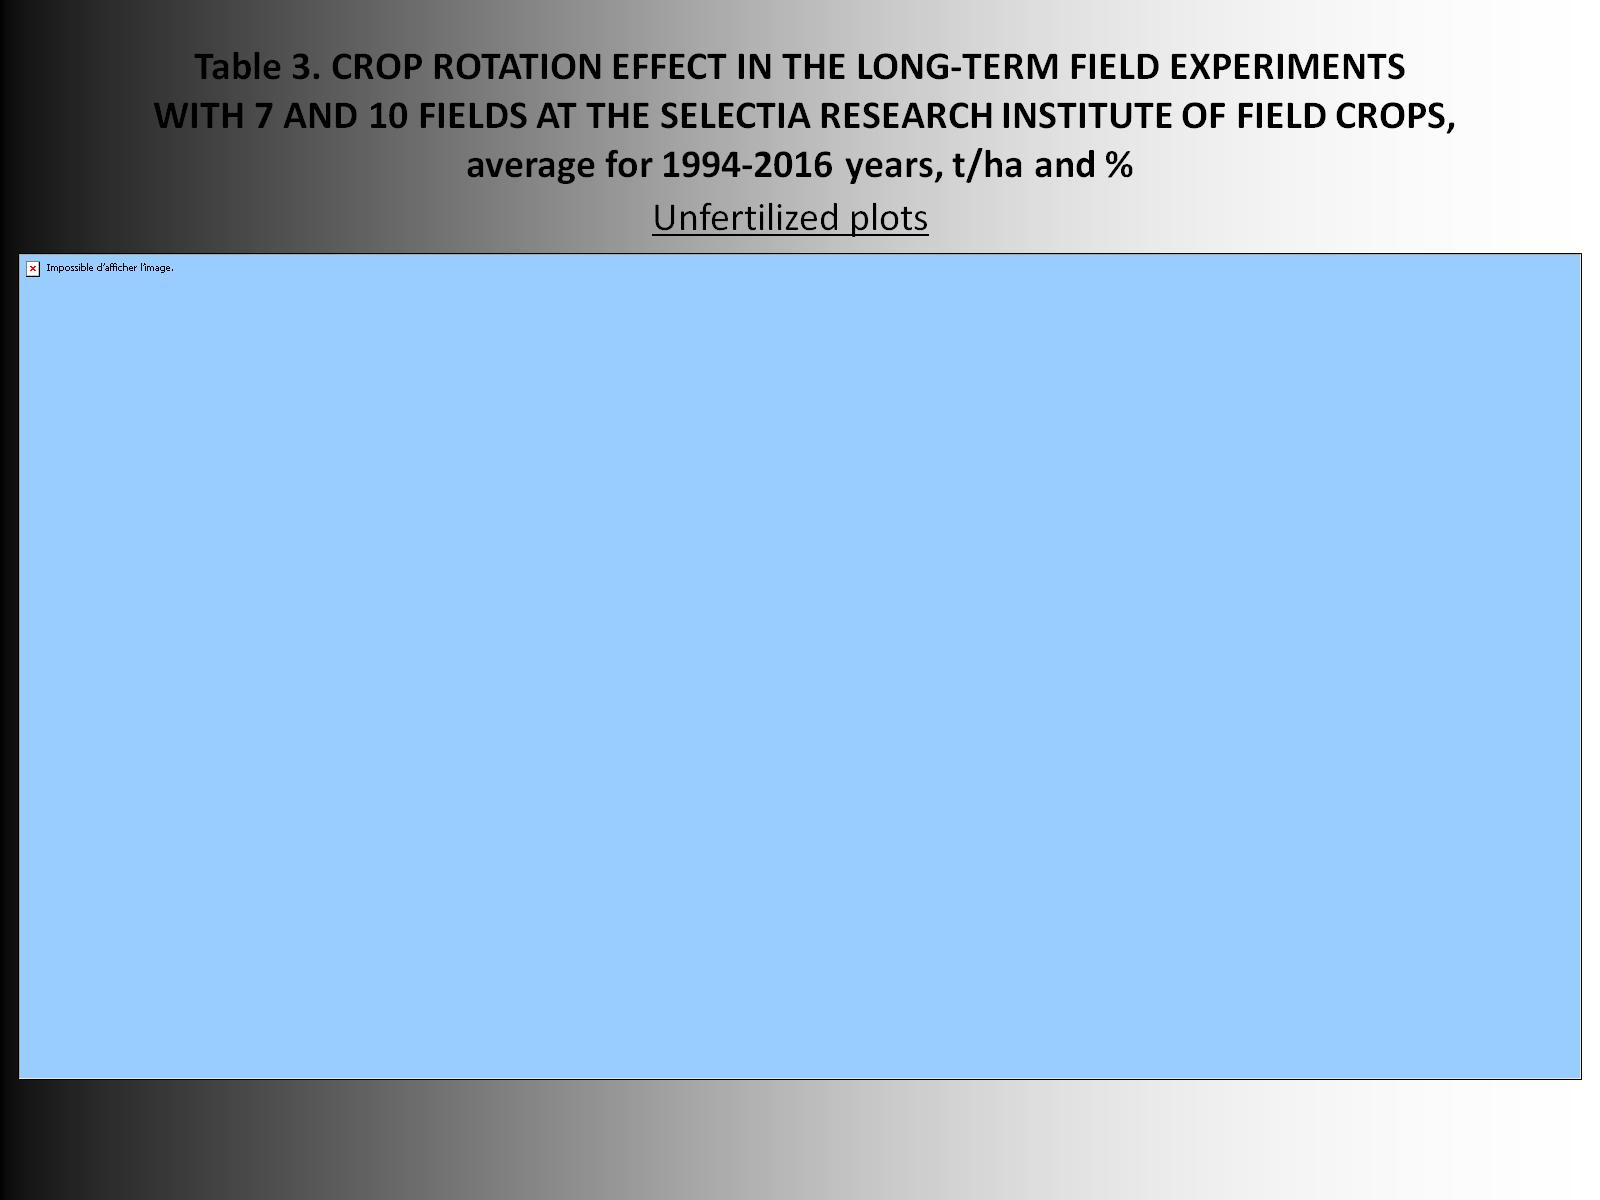 Table 3. CROP ROTATION EFFECT IN THE LONG-TERM FIELD EXPERIMENTS
WITH 7 AND 10 FIELDS AT THE SELECTIA RESEARCH INSTITUTE OF FIELD CROPS,
average for 1994-2016 years, t/ha and %
Unfertilized plots
Impossible d'afficher l'image.